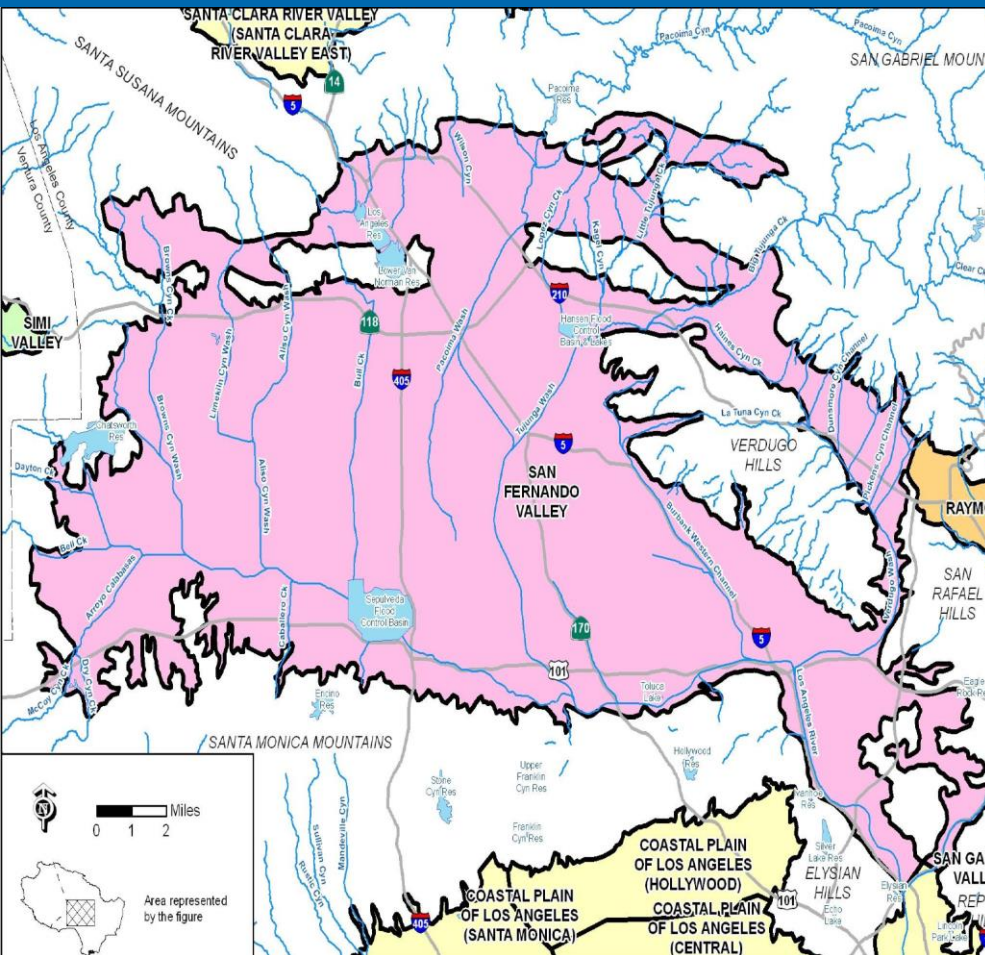 SANTA CLARA RIVER VALLEY
(SANTA CLARA
RIVER VALLEY EAST)
14
5
Pacoima Cyn
Pacoima Cyn
SAN GABRIEL MOUN
SANTA SUSANA MOUNTAINS
Pacoima
Res
Los Angeles County
Ventura County
Wilson Cyn
Los
Angeles
Res
Lower Van
Norman Res
Lopez Cyn Ck
Kagel Cyn
Little Tujunga Ck
Big Tujunga Ck
Clear C
Browns Cyn Ck
Limekiln Cyn Wash
Aliso Cyn Wash
Bull Ck
118
405
Pacoima Wash
210
Hansen Flood
Control
Basin & Lakes
Haines Cyn Ck
SIMI
VALLEY
Chatsworth
Res
Browns Cyn Wash
Tujunga Wash
La Tuna Cyn Ck
Dunsmore Cyn Channel
Pickens Cyn Channel
VERDUGO
HILLS
5
Dayton Ck
Aliso Cyn Wash
SAN
FERNANDO
VALLEY
Burbank Western Channel
RAYM
Bell Ck
Arroyo Calabasas
Caballero Ck
Sepulveda
Flood
Control Basin
Verdugo Wash
SAN
RAFAEL
HILLS
170
5
101
McCoy Cyn Ck
Dry Cyn Ck
Encino
Res
Toluca
Lake
Los Angeles River
Eagle
Rock Re
SANTA MONICA MOUNTAINS
Stone
Cyn Res
Upper
Franklin
Cyn Res
Hollywood
Res
Ivanhoe
Res
N
Miles
0 1 2
Rustic Cyn
Sullivan Cyn
Mandeville Cyn
Franklin
Cyn Res
Silver
Lake Res
COASTAL PLAIN
OF LOS ANGELES
(HOLLYWOOD)
ELYSIAN
HILLS
Elysian
Res
SAN GA
VALL
Area represented
by the figure
405
COASTAL PLAIN
OF LOS ANGELES
(SANTA MONICA)
COASTAL PLAIN
OF LOS ANGELES
(CENTRAL)
101
Echo
Lake
REP
Lincoln
Park Lake